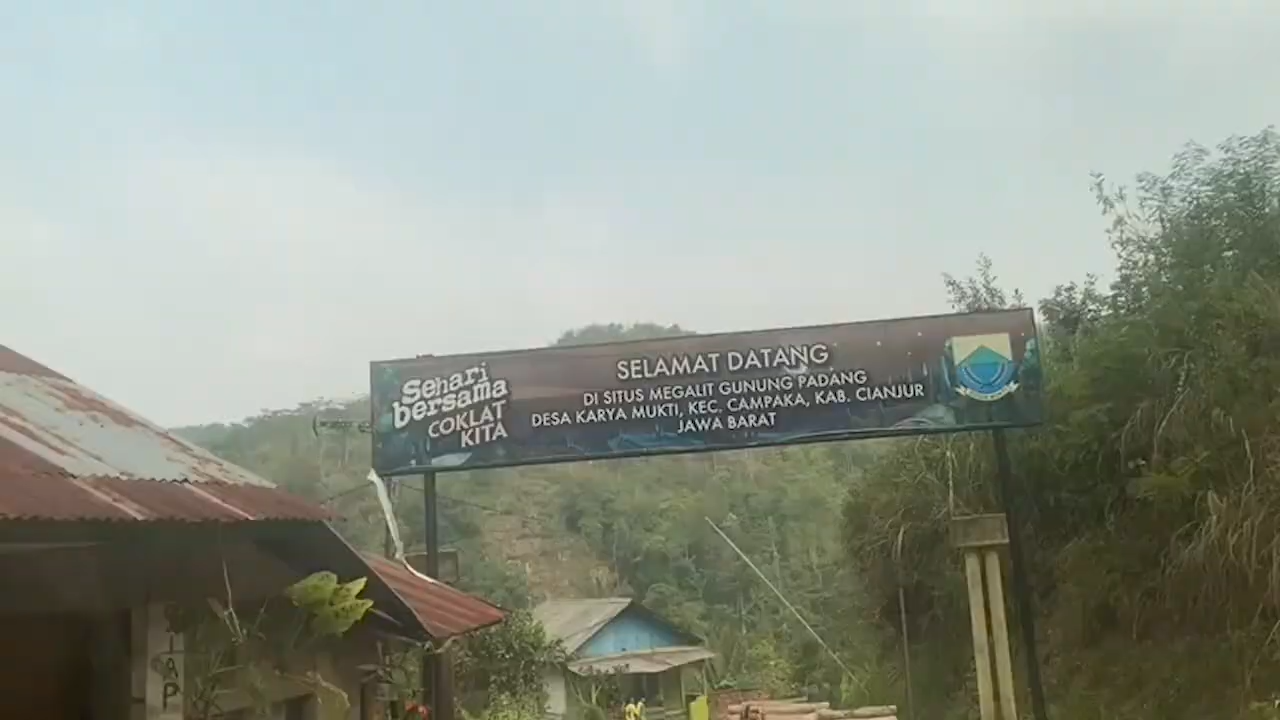 Sehari
bersama
COKLAT
KITA
SELAMAT DATANG
DI SITUS MEGALIT GUNUNG PADANG
DESA KARYA MUKTI, KEC. CAMPAKA, KAB. CIANJUR
JAWA BARAT